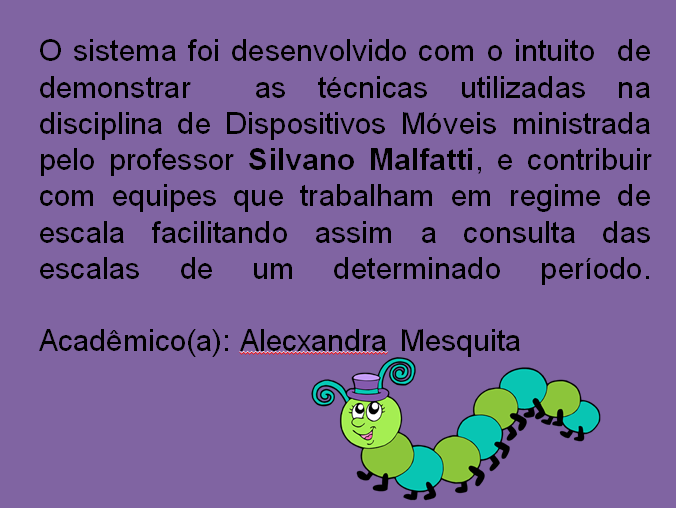 O sistema foi desenvolvido com o intuito de
demonstrar as técnicas utilizadas na
disciplina de Dispositivos Móveis ministrada
pelo professor Silvano Malfatti, e contribuir
com equipes que trabalham em regime de
escala facilitando assim a consulta das
escalas de um determinado período.
Acadêmico(a): Alecxandra Mesquita